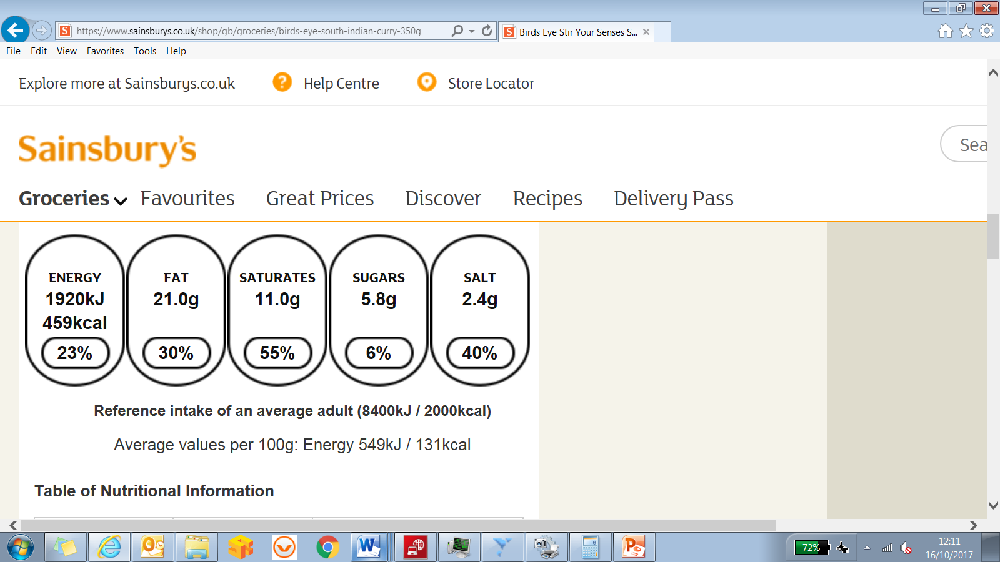 https://www.sainsburys.co.uk/shop/gb/groceries/birds-eye-south-indian-curry-350g
Birds Eye Stir Your Senses S...
File Edit View Favorites Tools Help
Explore more at Sainsburys.co.uk
? Help Centre
Store Locator
Sainsbury's
Sea
Groceries Favourites Great Prices Discover Recipes Delivery Pass
ENERGY
1920kJ
459kcal
23%
FAT
21.0g
30%
SATURATES
11.0g
55%
SUGARS
5.8g
6%
SALT
2.4g
40%
Reference intake of an average adult (8400kJ / 2000kcal)
Average values per 100g: Energy 549kJ / 131kcal
Table of Nutritional Information
72%
12:11
16/10/2017